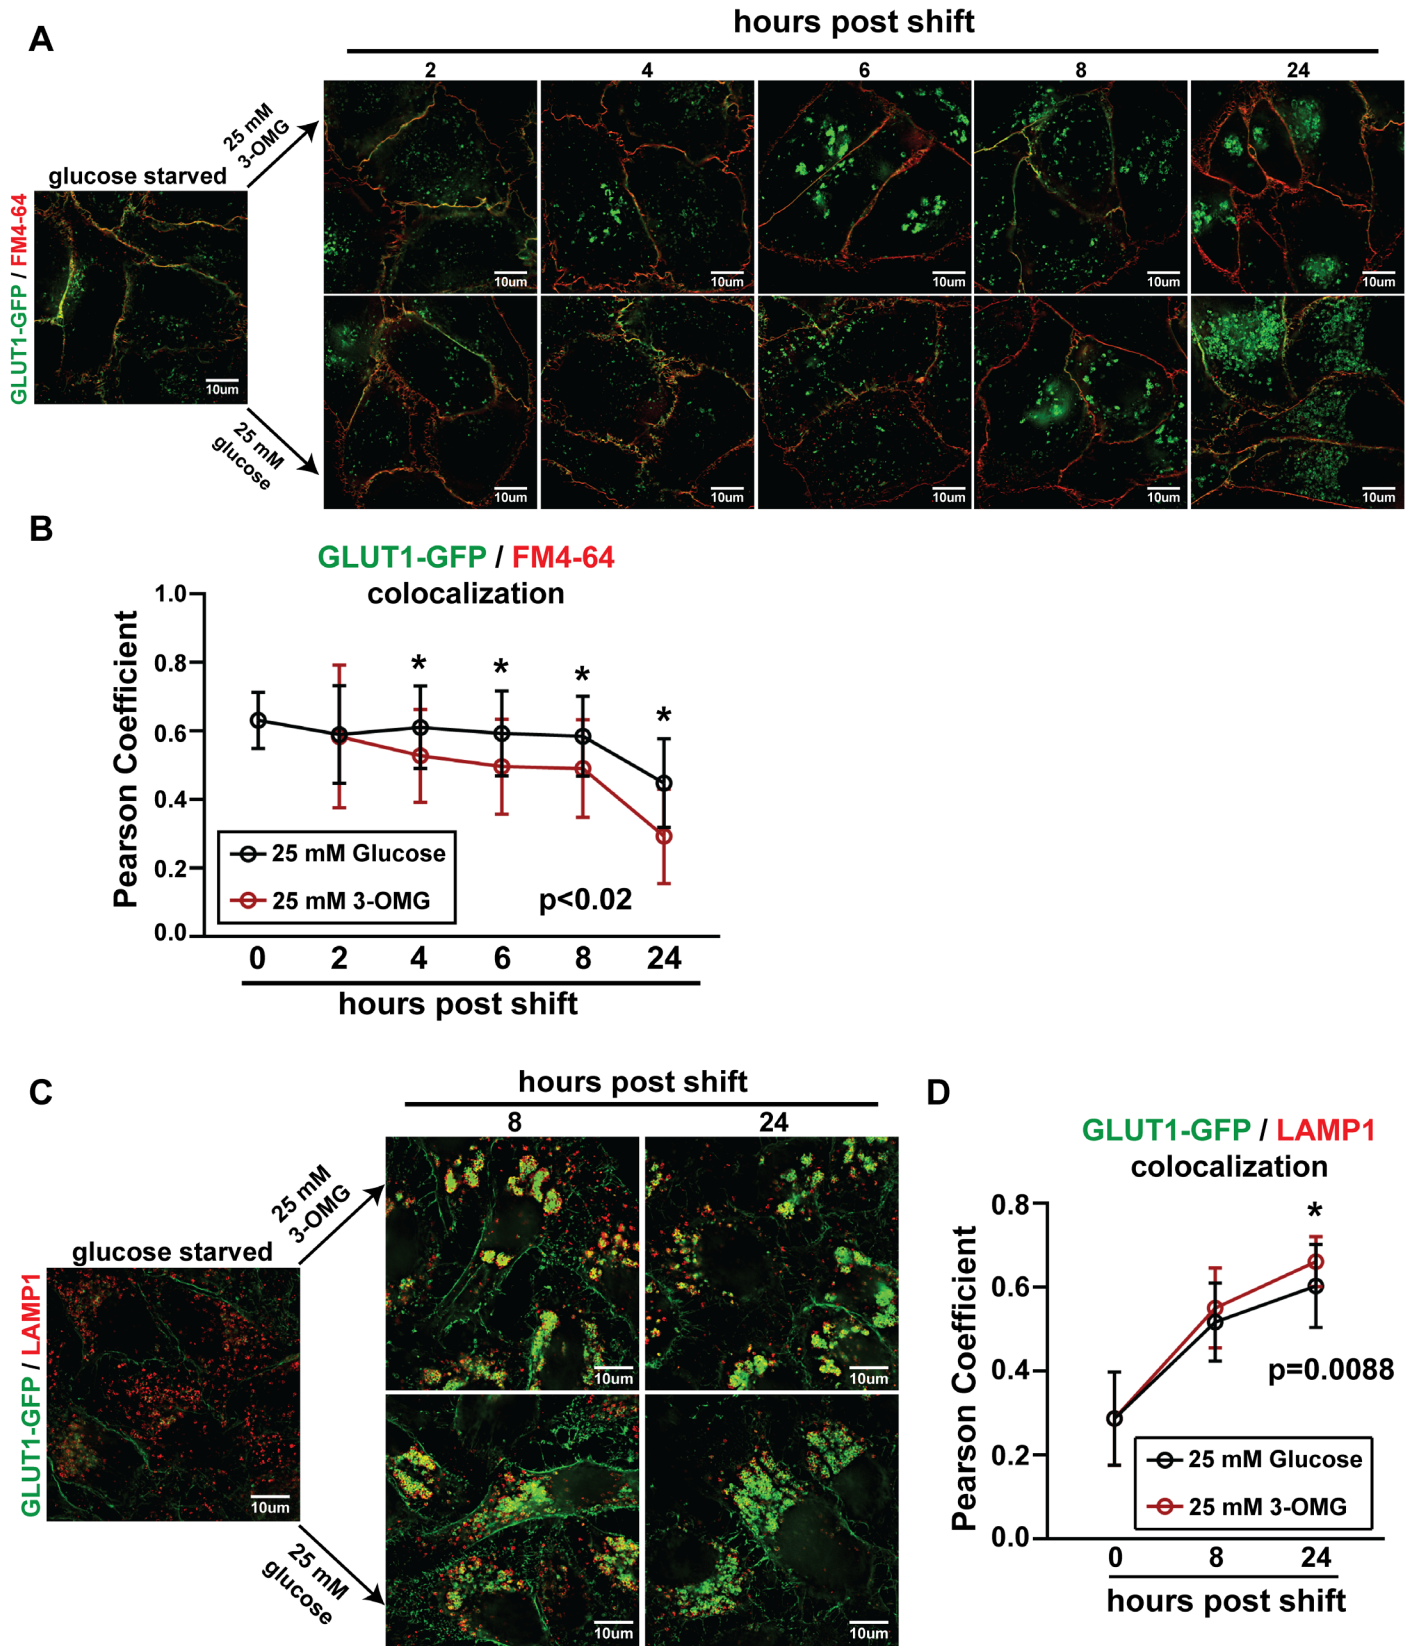 A
hours post shift
2 4 6 8 24
25 mM
3-OMG
glucose starved
GLUT1-GFP / FM4-64
10um
10um 10um 10um 10um 10um
25 mM
glucose
10um 10um 10um 10um 10um
B
GLUT1-GFP / FM4-64
colocalization
Pearson Coefficient
1.0
0.8
0.6
0.4
0.2
0.0
* * * *
25 mM Glucose
25 mM 3-OMG
p<0.02
0 2 4 6 8 24
hours post shift
C
hours post shift
8 24
25 mM
3-OMG
glucose starved
GLUT1-GFP / LAMP1
10um
10um 10um
25 mM
glucose
10um 10um
D
GLUT1-GFP / LAMP1
colocalization
Pearson Coefficient
0.8
0.6
0.4
0.2
0.0
*
p=0.0088
25 mM Glucose
25 mM 3-OMG
0 8 24
hours post shift